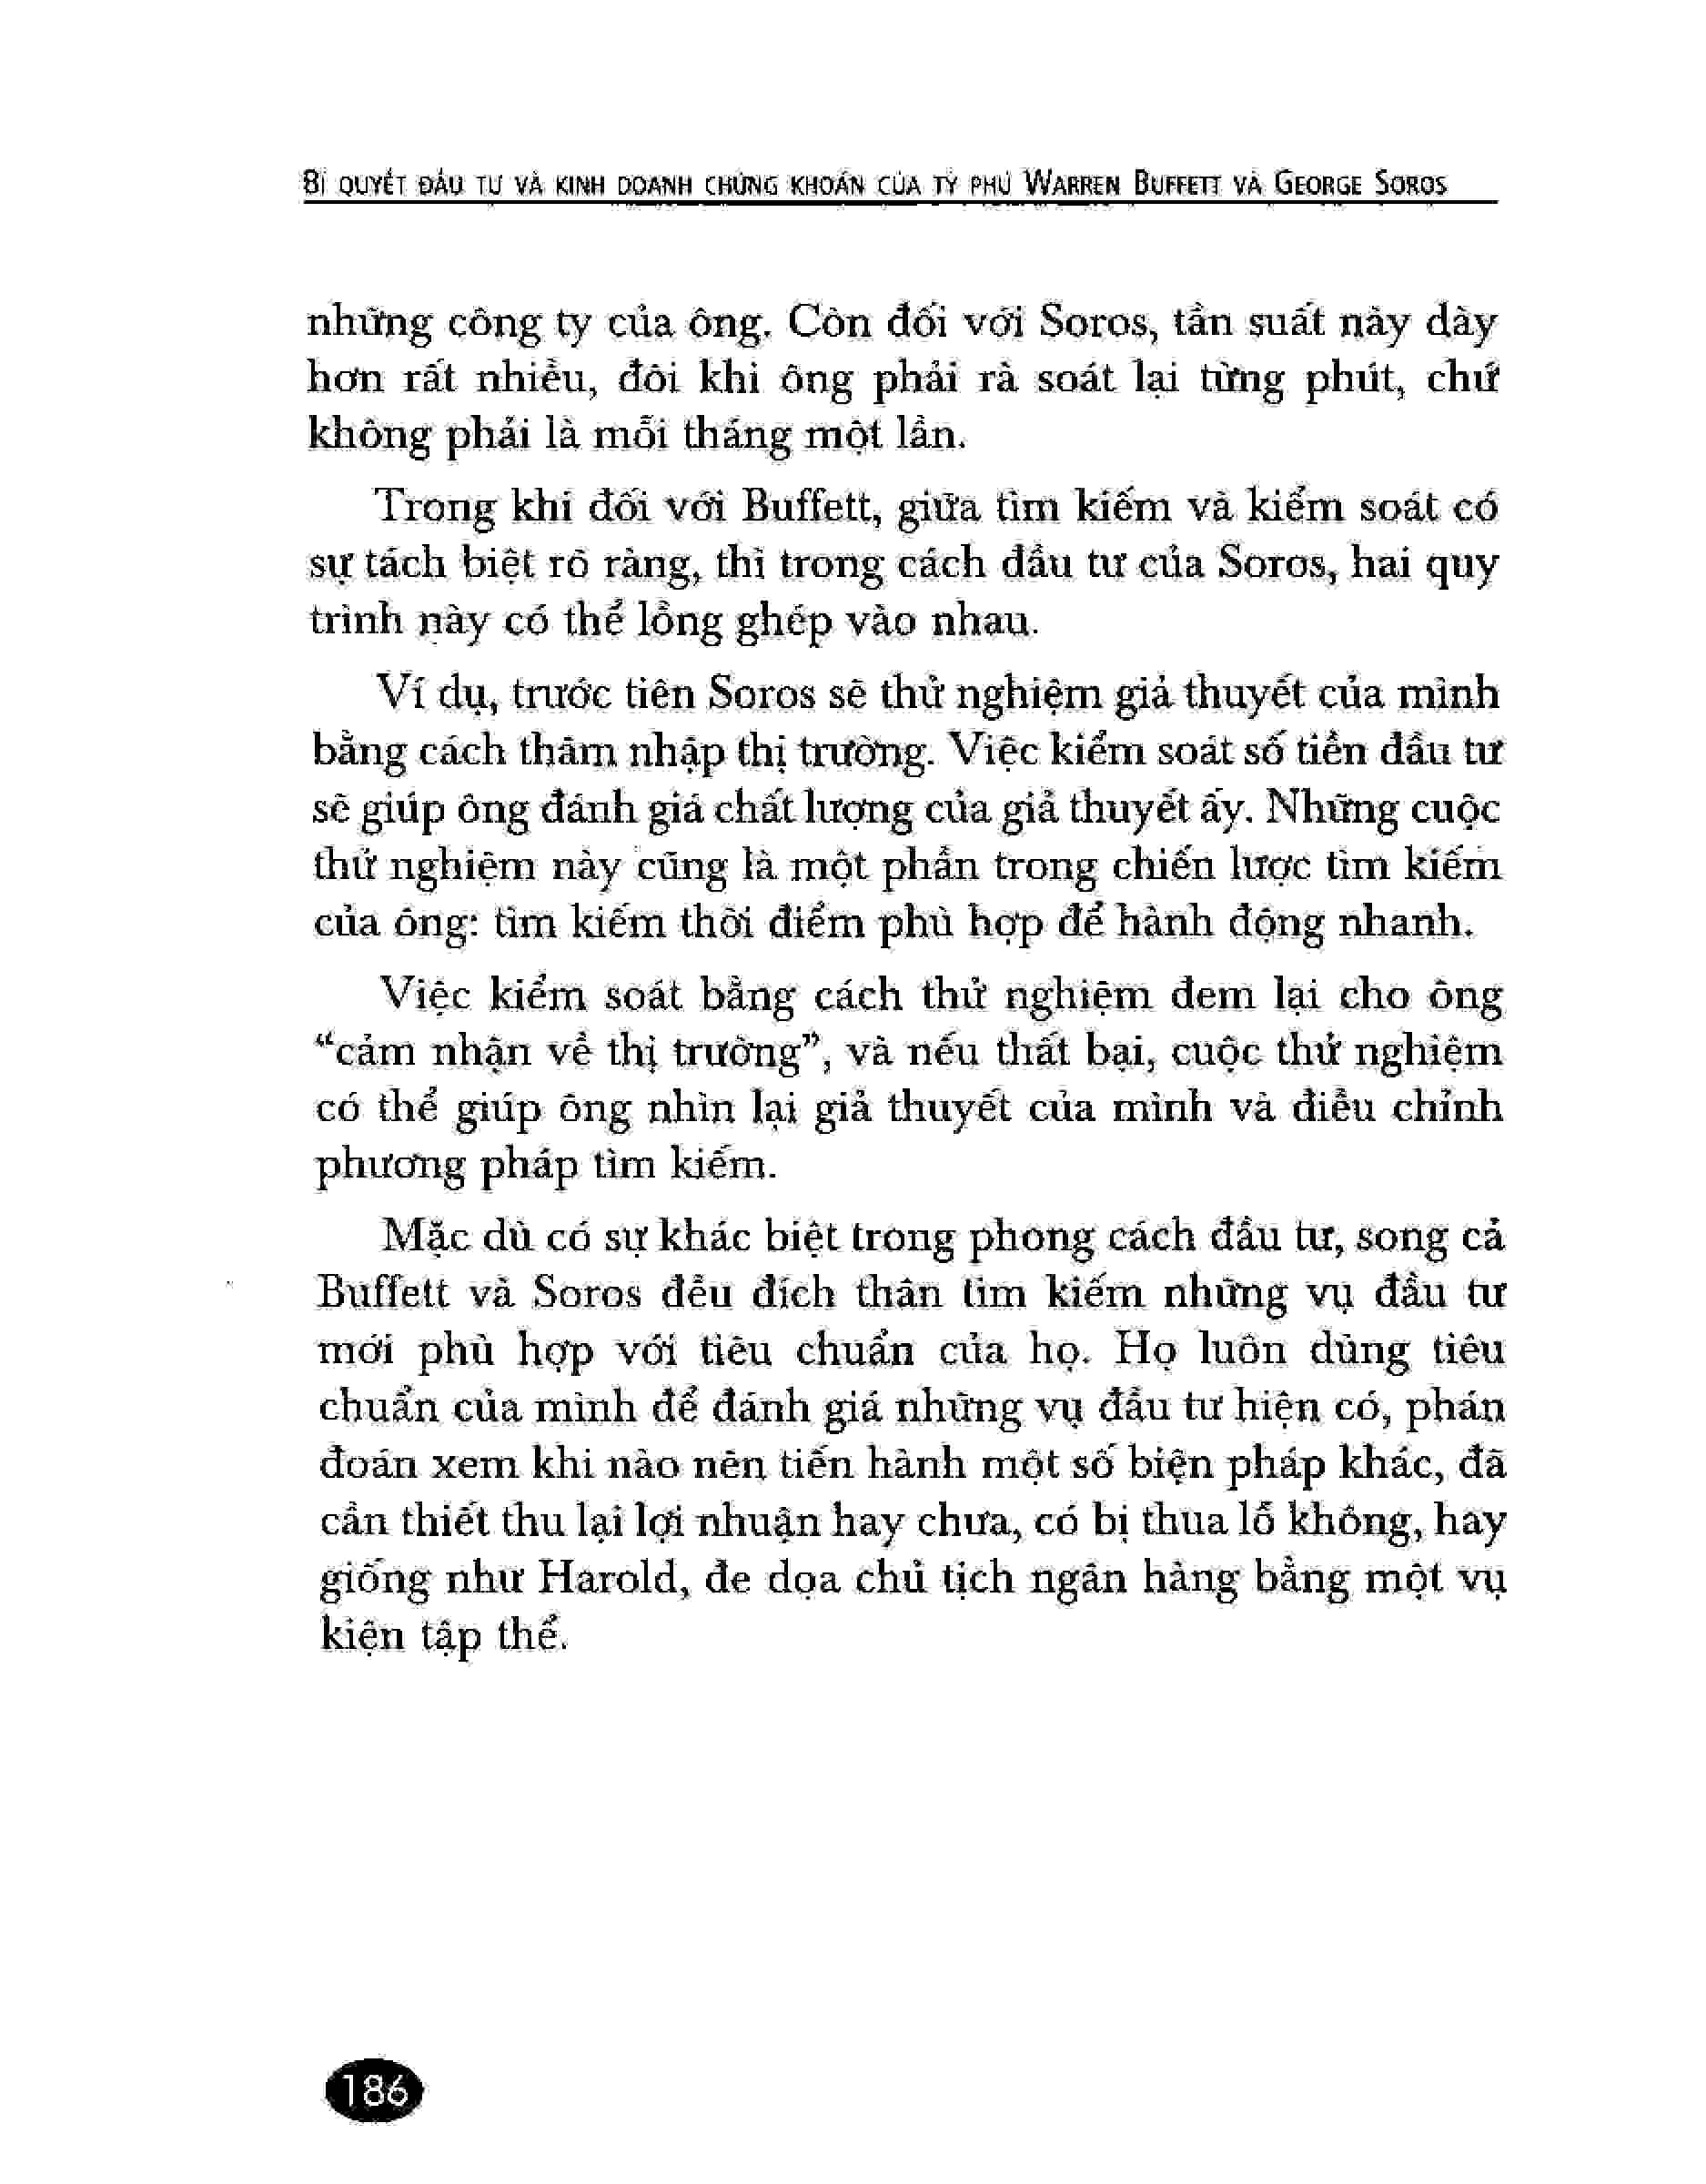 BÍ QUYẾT ĐẦU TƯ VÀ KINH DOANH CHỨNG KHOÁN CỦA TỶ PHÚ WARREN BUFFETT VÀ GEORGE SOROS
những công ty của ông. Còn đối với Soros, tần suất này dày
hơn rất nhiều, đôi khi ông phải rà soát lại từng phút, chứ
không phải là mỗi tháng một lần.
Trong khi đối với Buffett, giữa tìm kiếm và kiểm soát có
sự tách biệt rõ ràng, thì trong cách đầu tư của Soros, hai quy
trình này có thể lồng ghép vào nhau.
Ví dụ, trước tiên Soros sẽ thử nghiệm giả thuyết của mình
bằng cách thâm nhập thị trường. Việc kiểm soát số tiền đầu tư
sẽ giúp ông đánh giá chất lượng của giả thuyết ấy. Những cuộc
thử nghiệm này cũng là một phần trong chiến lược tìm kiếm
của ông: tìm kiếm thời điểm phù hợp để hành động nhanh.
Việc kiểm soát bằng cách thử nghiệm đem lại cho ông
“cảm nhận về thị trường”, và nếu thất bại, cuộc thử nghiệm
có thể giúp ông nhìn lại giả thuyết của mình và điều chỉnh
phương pháp tìm kiếm.
Mặc dù có sự khác biệt trong phong cách đầu tư, song cả
Buffett và Soros đều đích thân tìm kiếm những vụ đầu tư
mới phù hợp với tiêu chuẩn của họ. Họ luôn dùng tiêu
chuẩn của mình để đánh giá những vụ đầu tư hiện có, phán
đoán xem khi nào nên tiến hành một số biện pháp khác, đã
cần thiết thu lại lợi nhuận hay chưa, có bị thua lỗ không, hay
giống như Harold, đe dọa chủ tịch ngân hàng bằng một vụ
kiện tập thể.
186